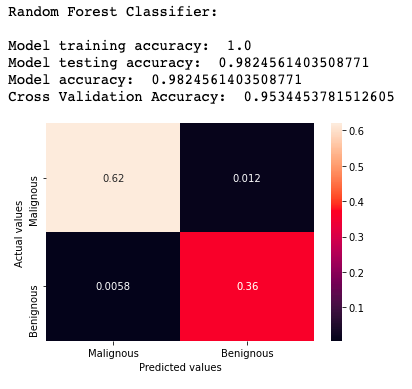 Random Forest Classifier:
Model training accuracy:  1.0
Model testing accuracy:  0.9824561403508771
Model accuracy:  0.9824561403508771
Cross Validation Accuracy:  0.9534453781512605
Actual values
Malignous
Benignous
0.62
0.012
0.0058
0.36
Malignous
Benignous
Predicted values
0.6
0.5
0.4
0.3
0.2
0.1